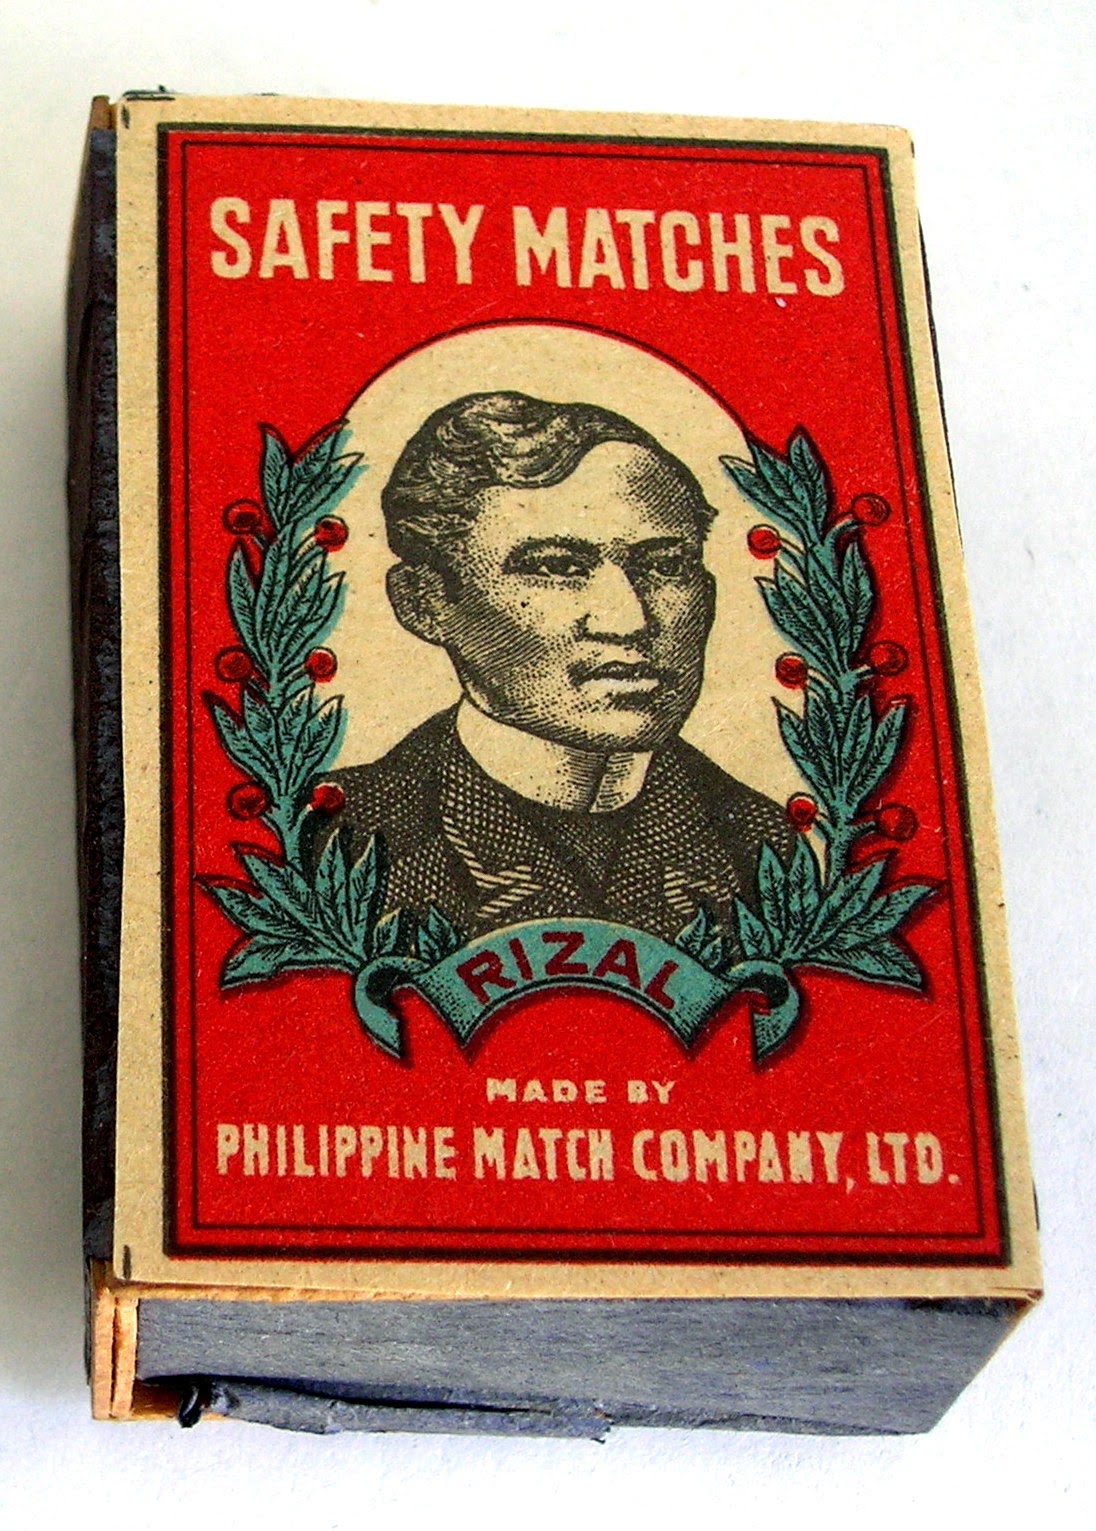 SAFETY MATCHES
RIZAL
MADE BY
PHILIPPINE MATCH COMPANY, LTD.